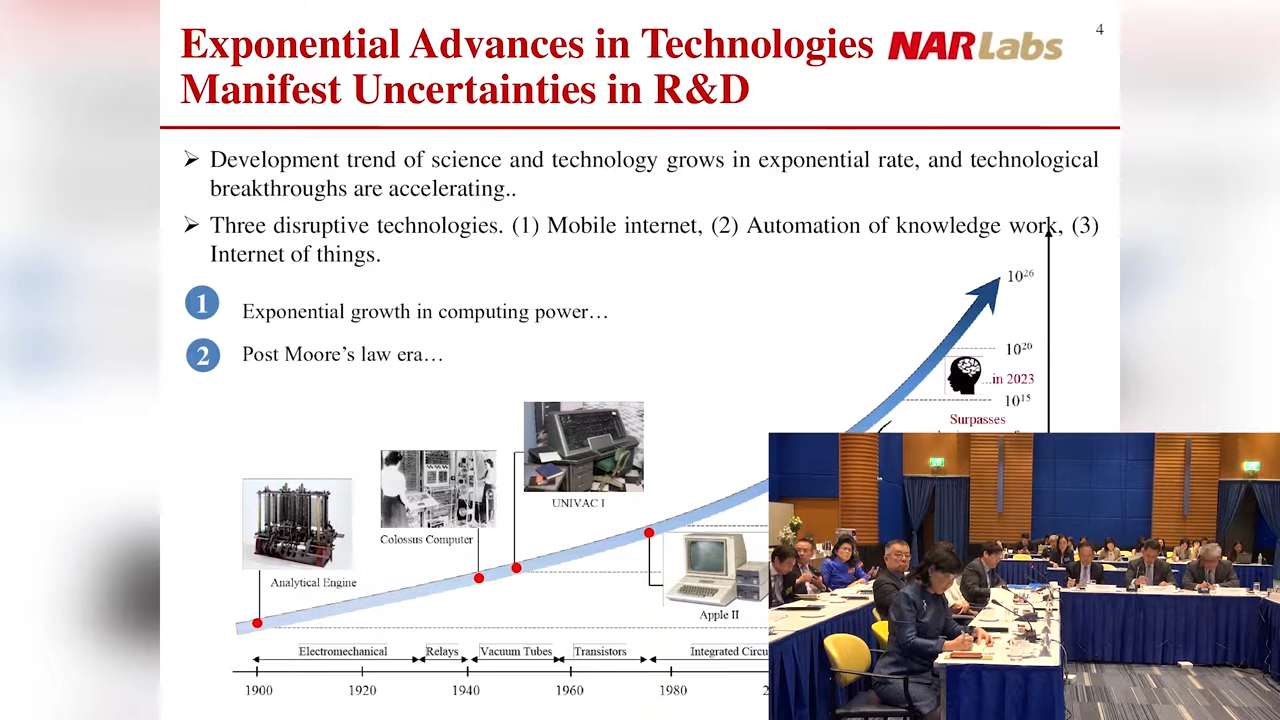 Exponential Advances in Technologies
Manifest Uncertainties in R&D
NARLabs
4
➢ Development trend of science and technology grows in exponential rate, and technological
breakthroughs are accelerating..
➢ Three disruptive technologies. (1) Mobile internet, (2) Automation of knowledge work, (3)
Internet of things.
1 Exponential growth in computing power…
2 Post Moore's law era…
10²⁶
10²⁰
...in 2023
10¹⁵
Surpasses
UNIVAC I
Colossus Computer
Analytical Engine
Apple II
Electromechanical
Relays
Vacuum Tubes
Transistors
Integrated Circu
1900
1920
1940
1960
1980
2